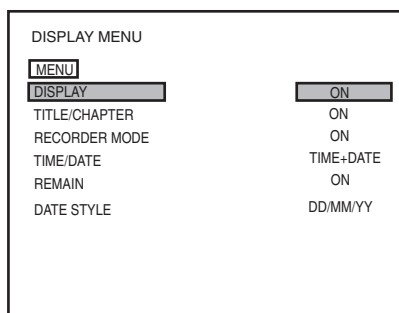 DISPLAY MENU
MENU
DISPLAY ON
TITLE/CHAPTER ON
RECORDER MODE ON
TIME/DATE TIME+DATE
REMAIN ON
DATE STYLE DD/MM/YY